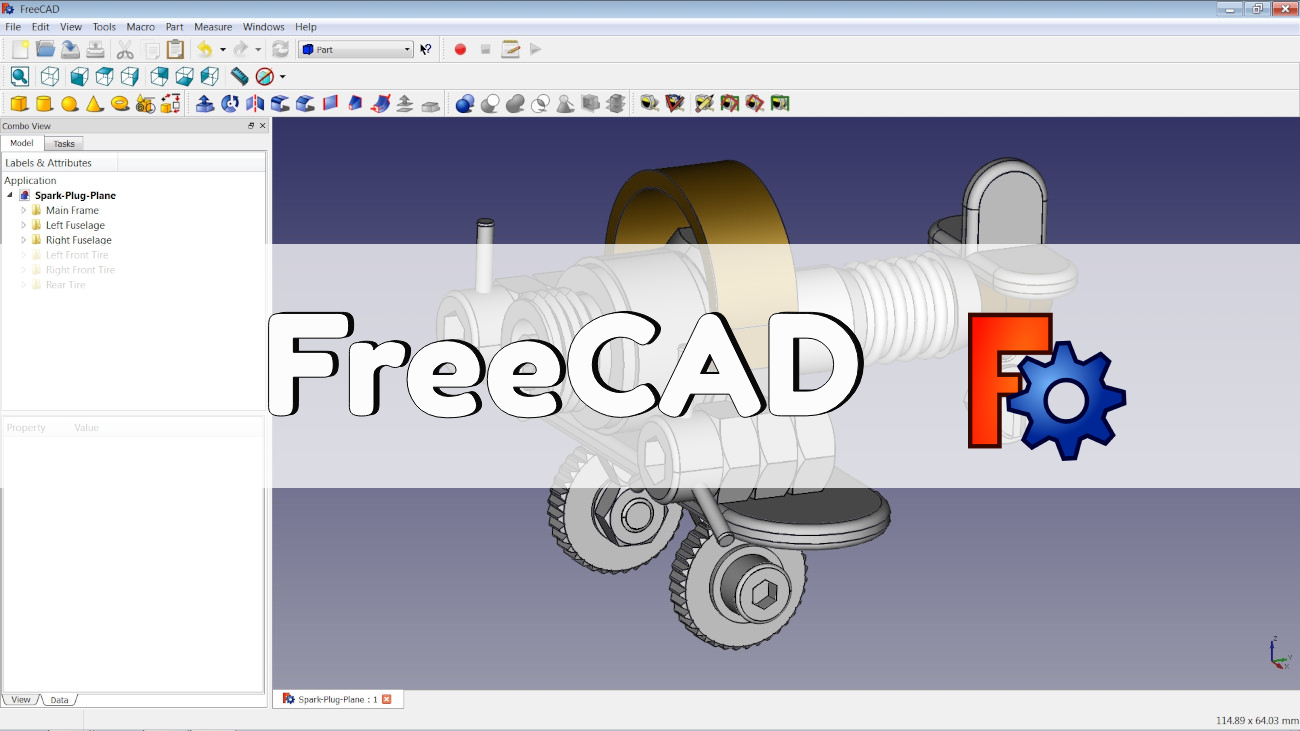 FreeCAD
File Edit View Tools Macro Part Measure Windows Help
Part
Combo View
Model Tasks
Labels & Attributes
Application
Spark-Plug-Plane
Main Frame
Left Fuselage
Right Fuselage
Left Front Tire
Right Front Tire
Rear Tire
FreeCAD F
Property Value
Z
Y
X
View Data
Spark-Plug-Plane : 1
114.89 x 64.03 mm